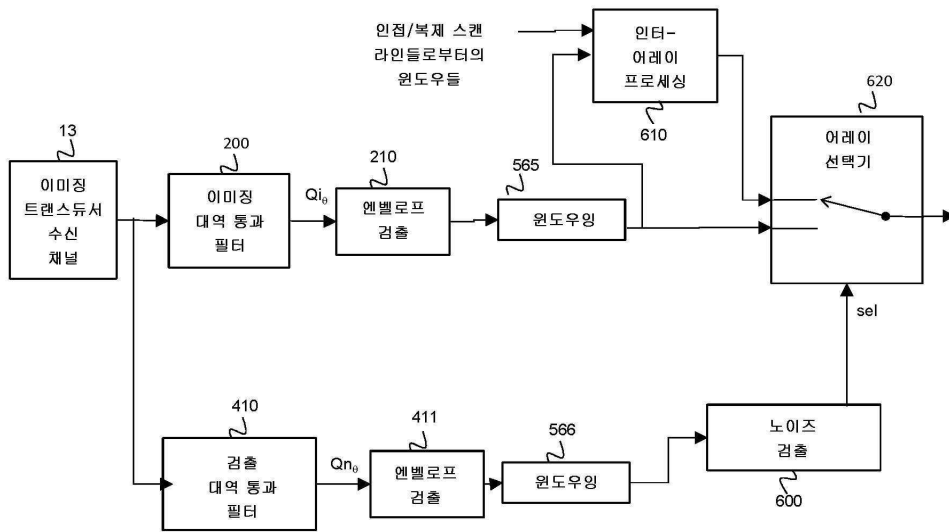 인접/복제 스캔
라인들로부터의
윈도우들
인터-
어레이
프로세싱
610
620
어레이
선택기
13
이미징
트랜스듀서
수신
채널
200
이미징
대역 통과
필터
Qiθ
210
엔벨로프
검출
565
윈도우잉
sel
410
검출
대역 통과
필터
Qnθ
411
엔벨로프
검출
566
윈도우잉
노이즈
검출
600